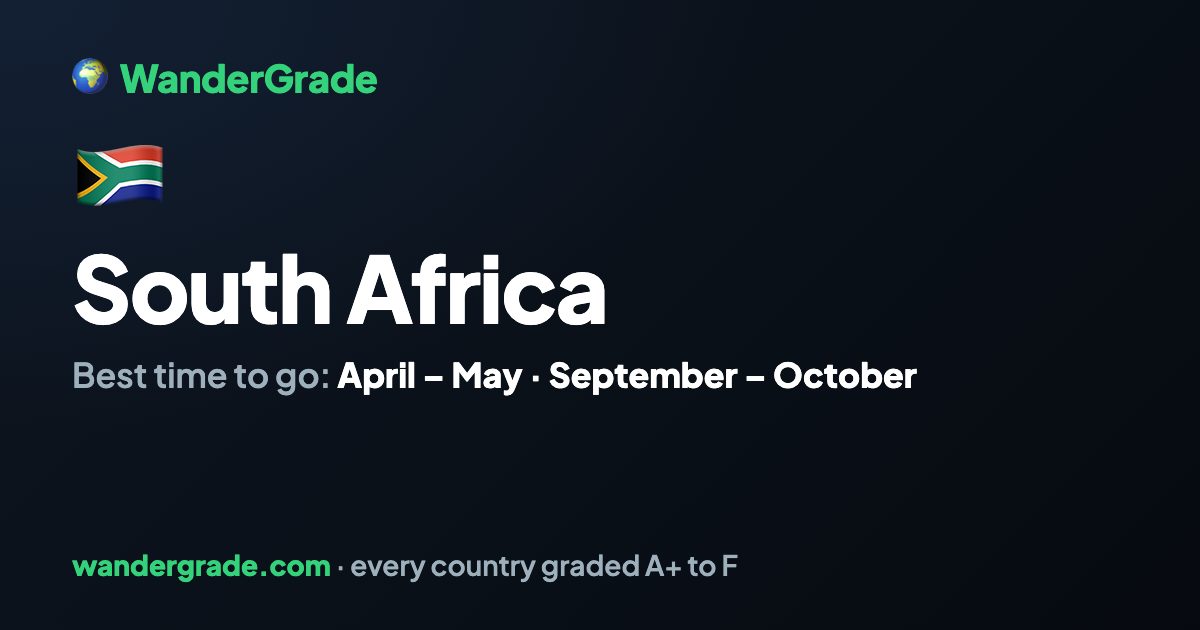 WanderGrade
South Africa
Best time to go: April – May · September – October
wandergrade.com · every country graded A+ to F